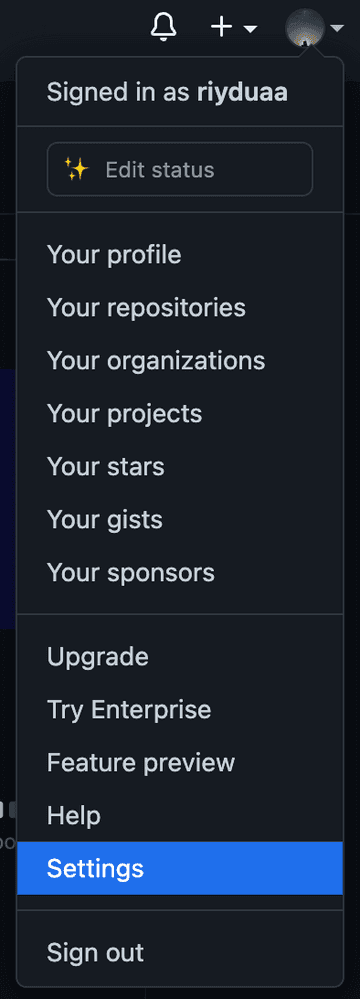 Signed in as riyduaa
Edit status
Your profile
Your repositories
Your organizations
Your projects
Your stars
Your gists
Your sponsors
Upgrade
Try Enterprise
Feature preview
Help
Settings
Sign out